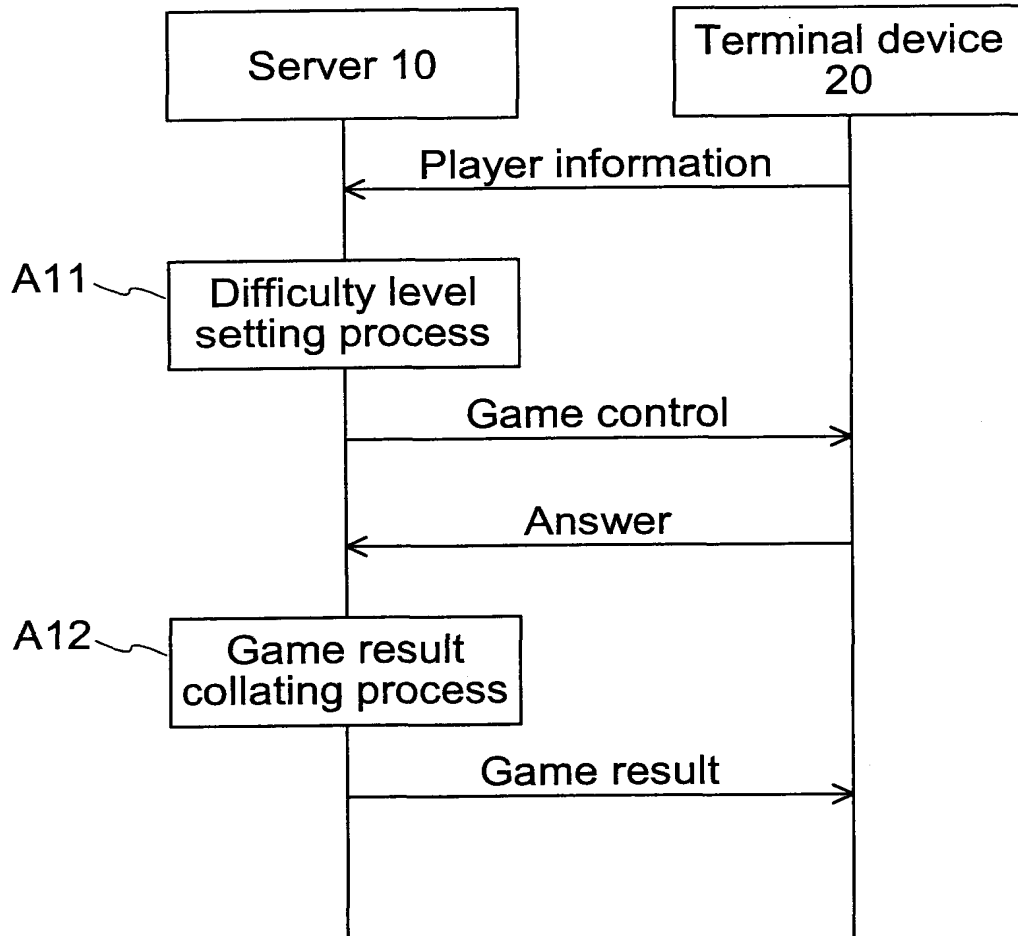 Server 10
Terminal device
20
Player information
A11
Difficulty level
setting process
Game control
Answer
A12
Game result
collating process
Game result